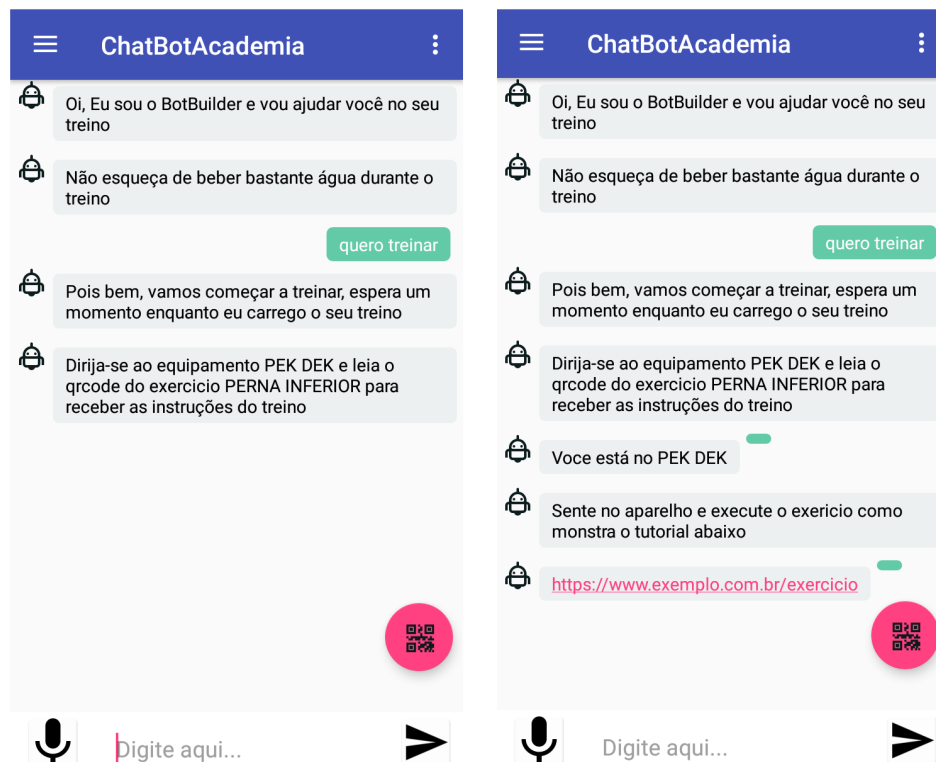 ChatBotAcademia
Oi, Eu sou o BotBuilder e vou ajudar você no seu
treino
Não esqueça de beber bastante água durante o
treino
quero treinar
Pois bem, vamos começar a treinar, espera um
momento enquanto eu carrego o seu treino
Dirija-se ao equipamento PEK DEK e leia o
qrcode do exercicio PERNA INFERIOR para
receber as instruções do treino
Digite aqui...
ChatBotAcademia
Oi, Eu sou o BotBuilder e vou ajudar você no seu
treino
Não esqueça de beber bastante água durante o
treino
quero treinar
Pois bem, vamos começar a treinar, espera um
momento enquanto eu carrego o seu treino
Dirija-se ao equipamento PEK DEK e leia o
qrcode do exercicio PERNA INFERIOR para
receber as instruções do treino
Voce está no PEK DEK
Sente no aparelho e execute o exericio como
monstra o tutorial abaixo
https://www.exemplo.com.br/exercicio
Digite aqui...